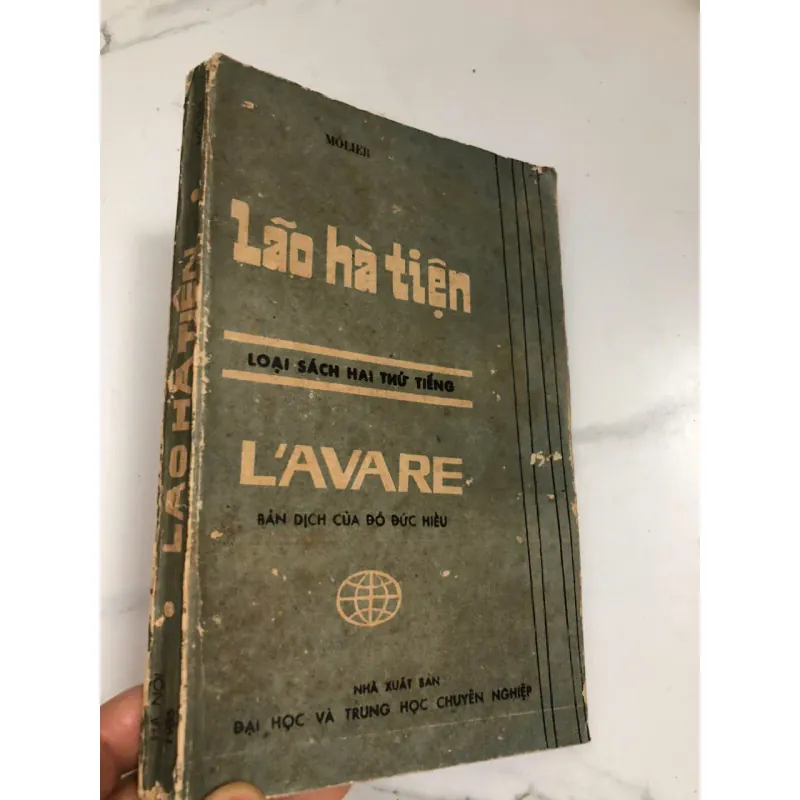 MÔLIER
Lão hà tiện
LOẠI SÁCH HAI THỨ TIẾNG
L'AVARE
BẢN DỊCH CỦA ĐỖ ĐỨC HIỂU
NHÀ XUẤT BẢN
ĐẠI HỌC VÀ TRUNG HỌC CHUYÊN NGHIỆP
LÃO HÀ TIỆN
HÀ NỘI